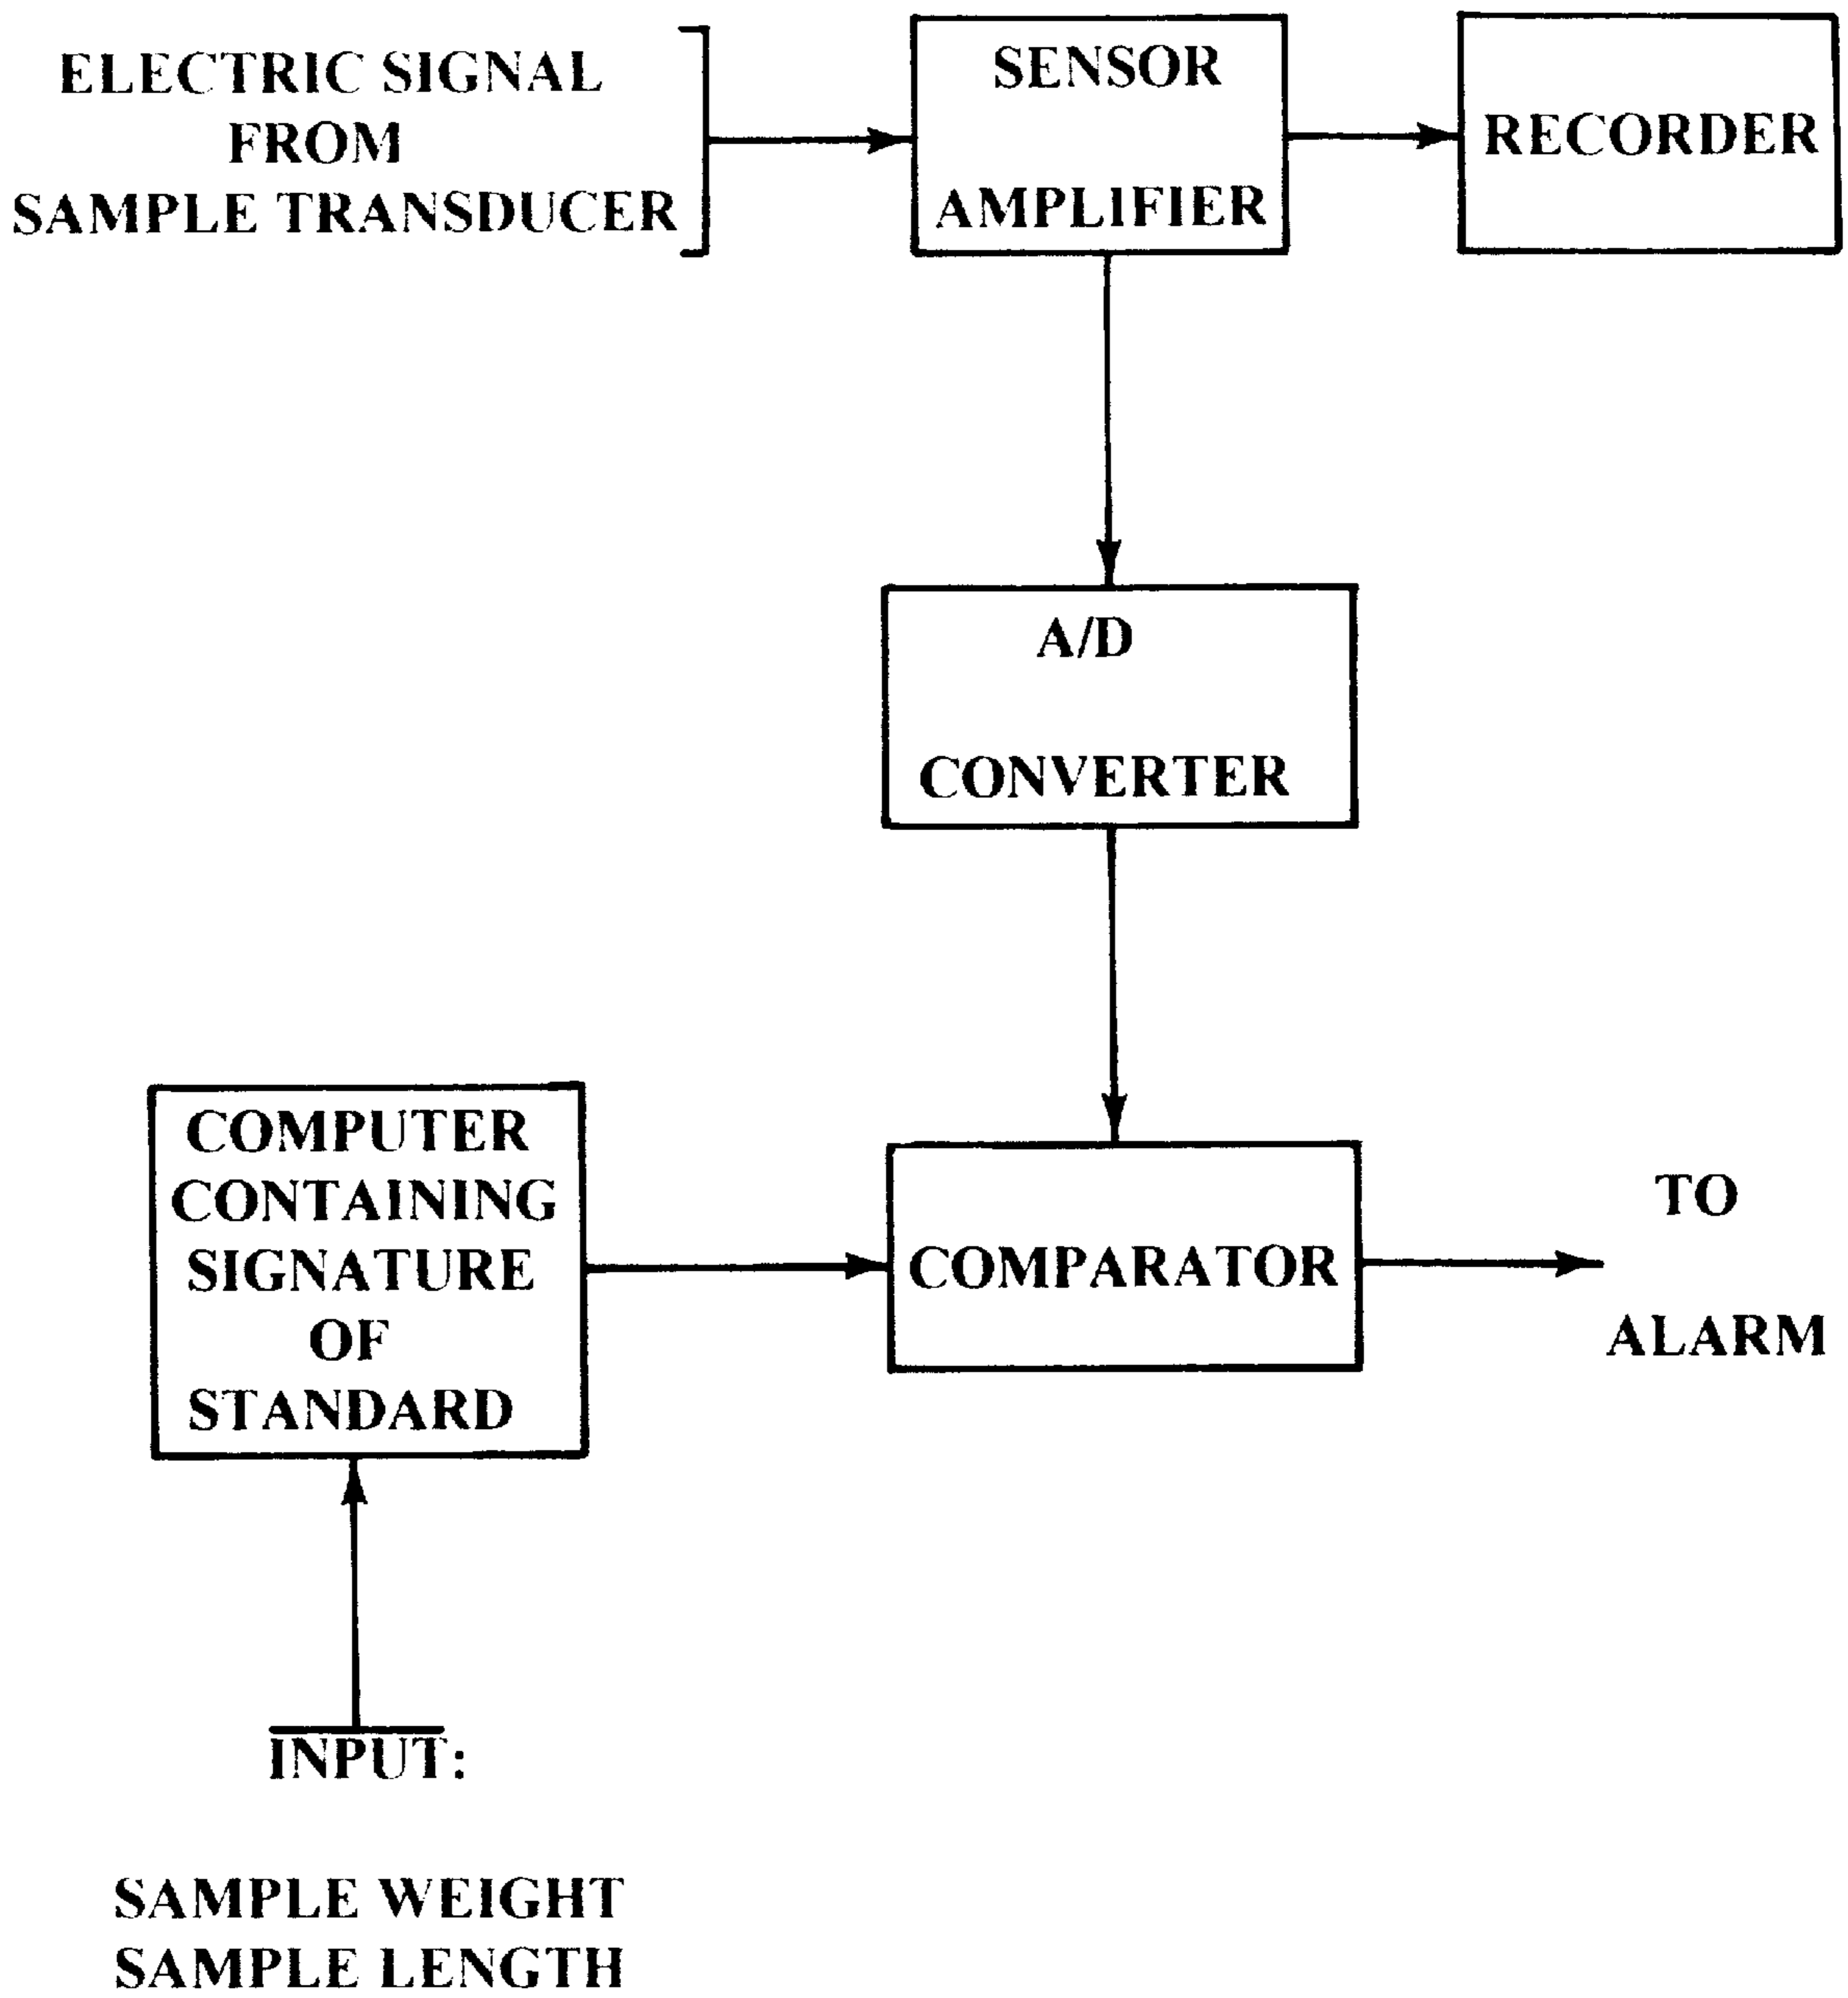 ELECTRIC SIGNAL
FROM
SAMPLE TRANSDUCER
SENSOR
AMPLIFIER
RECORDER
A/D
CONVERTER
COMPUTER
CONTAINING
SIGNATURE
OF
STANDARD
COMPARATOR
TO
ALARM
INPUT:
SAMPLE WEIGHT
SAMPLE LENGTH